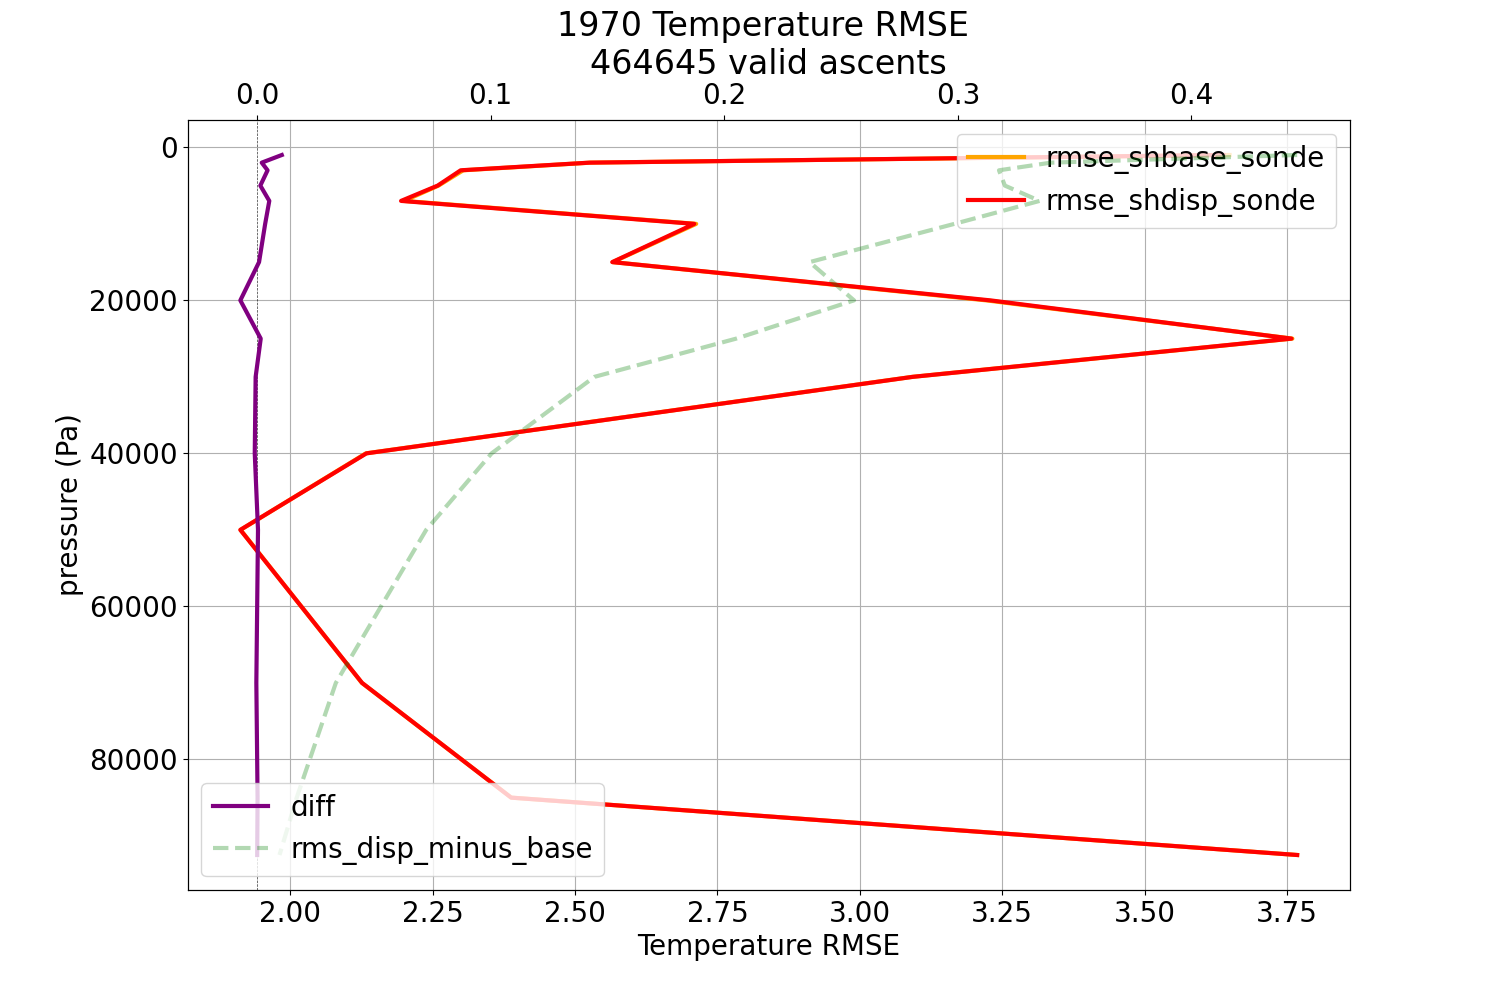 1970 Temperature RMSE
464645 valid ascents
0.0 0.1 0.2 0.3 0.4
rmse_shbase_sonde
rmse_shdisp_sonde
0
20000
40000
60000
80000
pressure (Pa)
diff
rms_disp_minus_base
2.00 2.25 2.50 2.75 3.00 3.25 3.50 3.75
Temperature RMSE